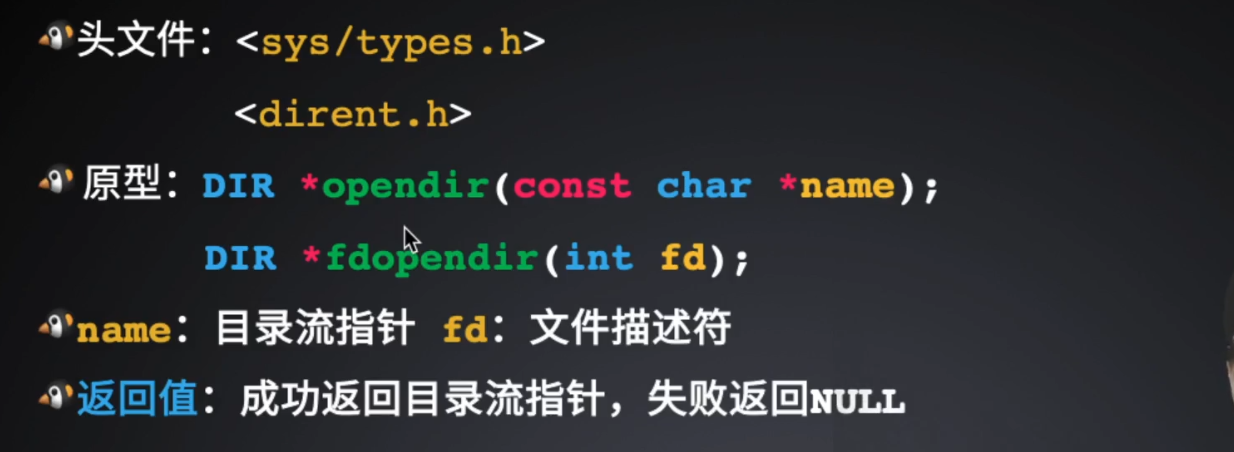 头文件：<sys/types.h>
<dirent.h>
原型：DIR *opendir(const char *name);
DIR *fdopendir(int fd);
name：目录流指针 fd：文件描述符
返回值：成功返回目录流指针，失败返回NULL